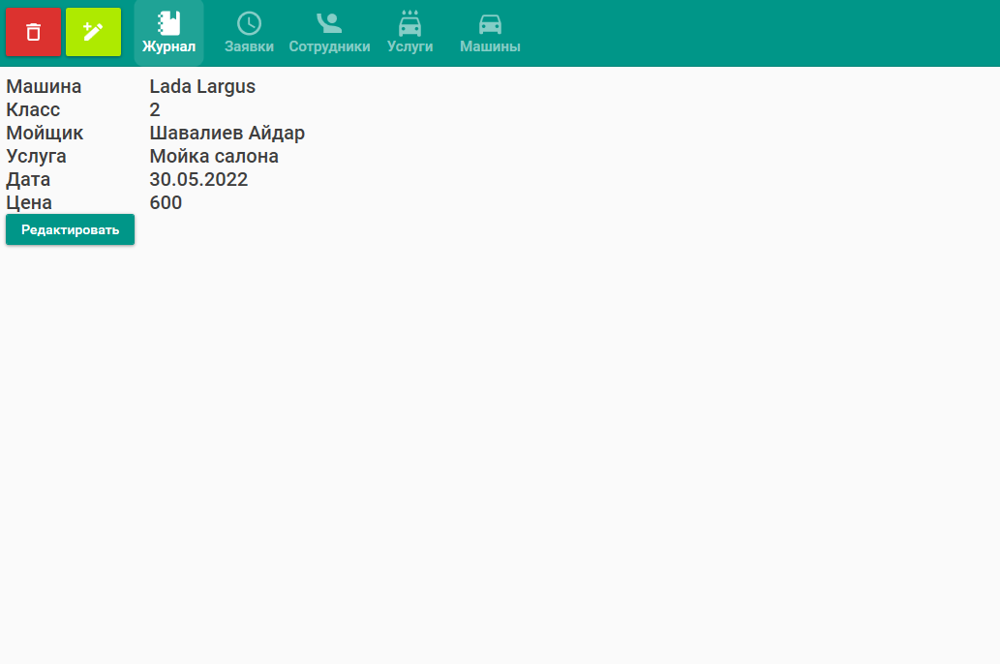 Журнал Заявки Сотрудники Услуги Машины
Машина Lada Largus
Класс 2
Мойщик Шавалиев Айдар
Услуга Мойка салона
Дата 30.05.2022
Цена 600
Редактировать